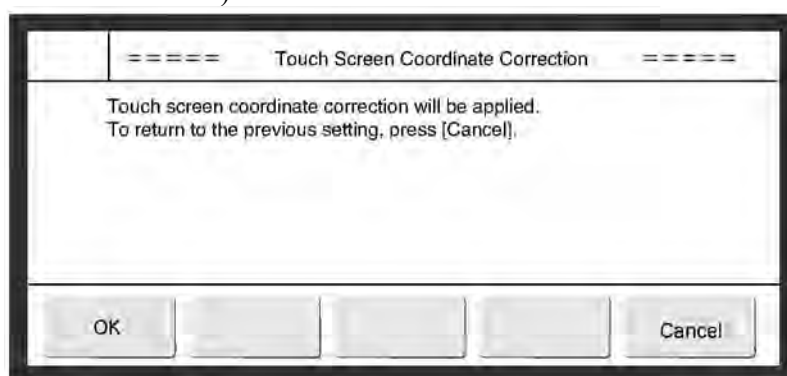 ===== Touch Screen Coordinate Correction =====
Touch screen coordinate correction will be applied.
To return to the previous setting, press [Cancel].
OK Cancel